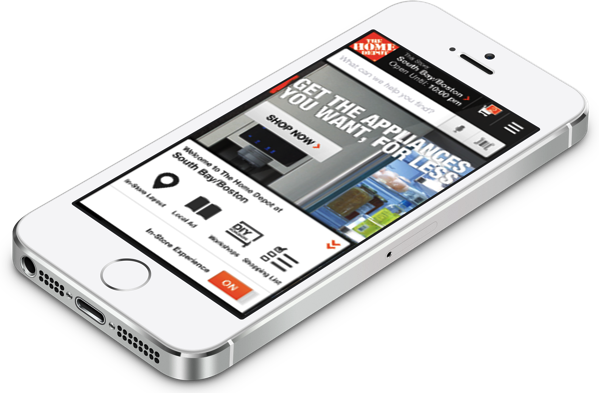 THE
HOME
DEPOT
The Store
South Bay/Boston
Open Until: 10:00 pm
What can we help you find?
GET THE APPLIANCES
YOU WANT, FOR LESS
SHOP NOW
Welcome to The Home Depot at
South Bay/Boston
In-Store Layout
Local Ad
DIY
Workshops
Shopping List
In-Store Experience
ON